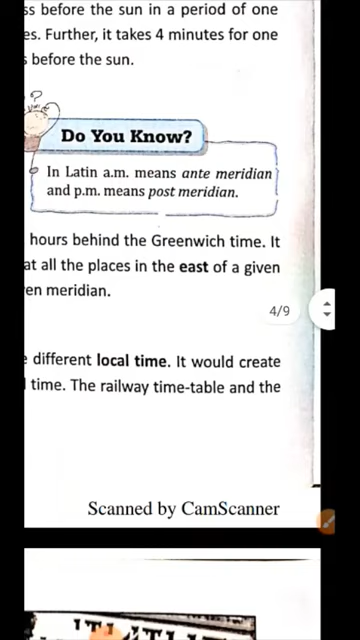 ss before the sun in a period of one
es. Further, it takes 4 minutes for one
s before the sun.
Do You Know?
In Latin a.m. means ante meridian
and p.m. means post meridian.
hours behind the Greenwich time. It
at all the places in the east of a given
en meridian.
4/9
e different local time. It would create
l time. The railway time-table and the
Scanned by CamScanner